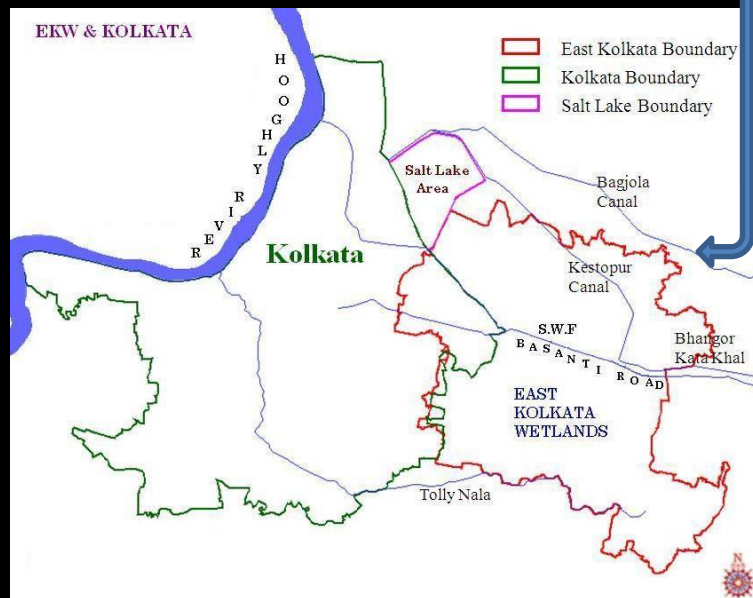 EKW & KOLKATA
East Kolkata Boundary
Kolkata Boundary
Salt Lake Boundary
HOOGHLY
RIVER
Salt Lake
Area
Bagjola
Canal
Kolkata
Kestopur
Canal
S.W.F
BASANTI ROAD
Bhangor
Kata Khal
EAST
KOLKATA
WETLANDS
Tolly Nala
N